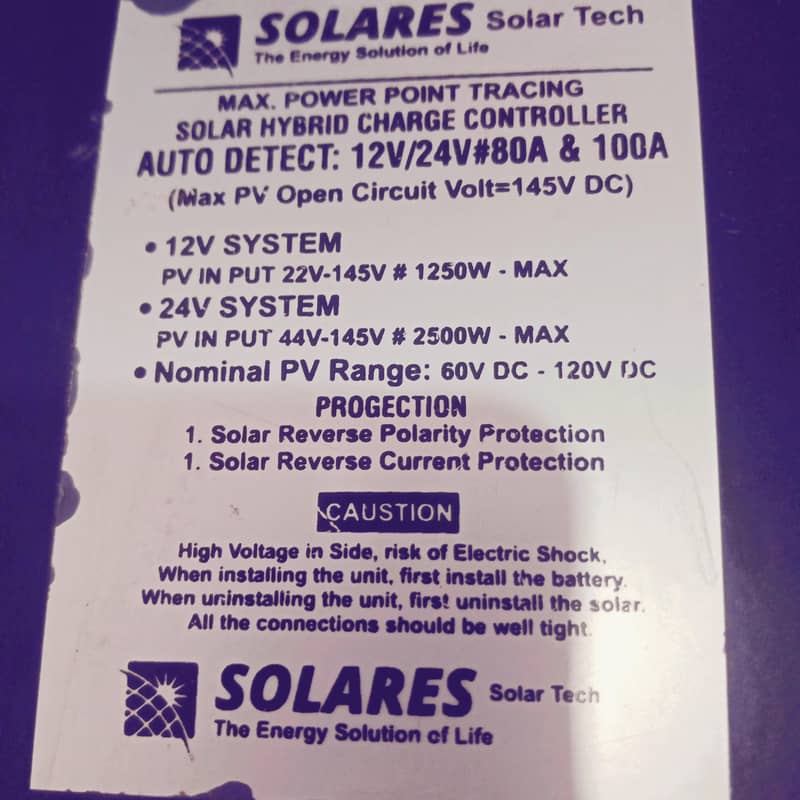 SOLARES Solar Tech
The Energy Solution of Life
MAX. POWER POINT TRACING
SOLAR HYBRID CHARGE CONTROLLER
AUTO DETECT: 12V/24V#80A & 100A
(Max PV Open Circuit Volt=145V DC)
• 12V SYSTEM
PV IN PUT 22V-145V # 1250W - MAX
• 24V SYSTEM
PV IN PUT 44V-145V # 2500W - MAX
• Nominal PV Range: 60V DC - 120V DC
PROGECTION
1. Solar Reverse Polarity Protection
1. Solar Reverse Current Protection
CAUSTION
High Voltage in Side, risk of Electric Shock,
When installing the unit, first install the battery.
When uninstalling the unit, first uninstall the solar.
All the connections should be well tight.
SOLARES Solar Tech
The Energy Solution of Life